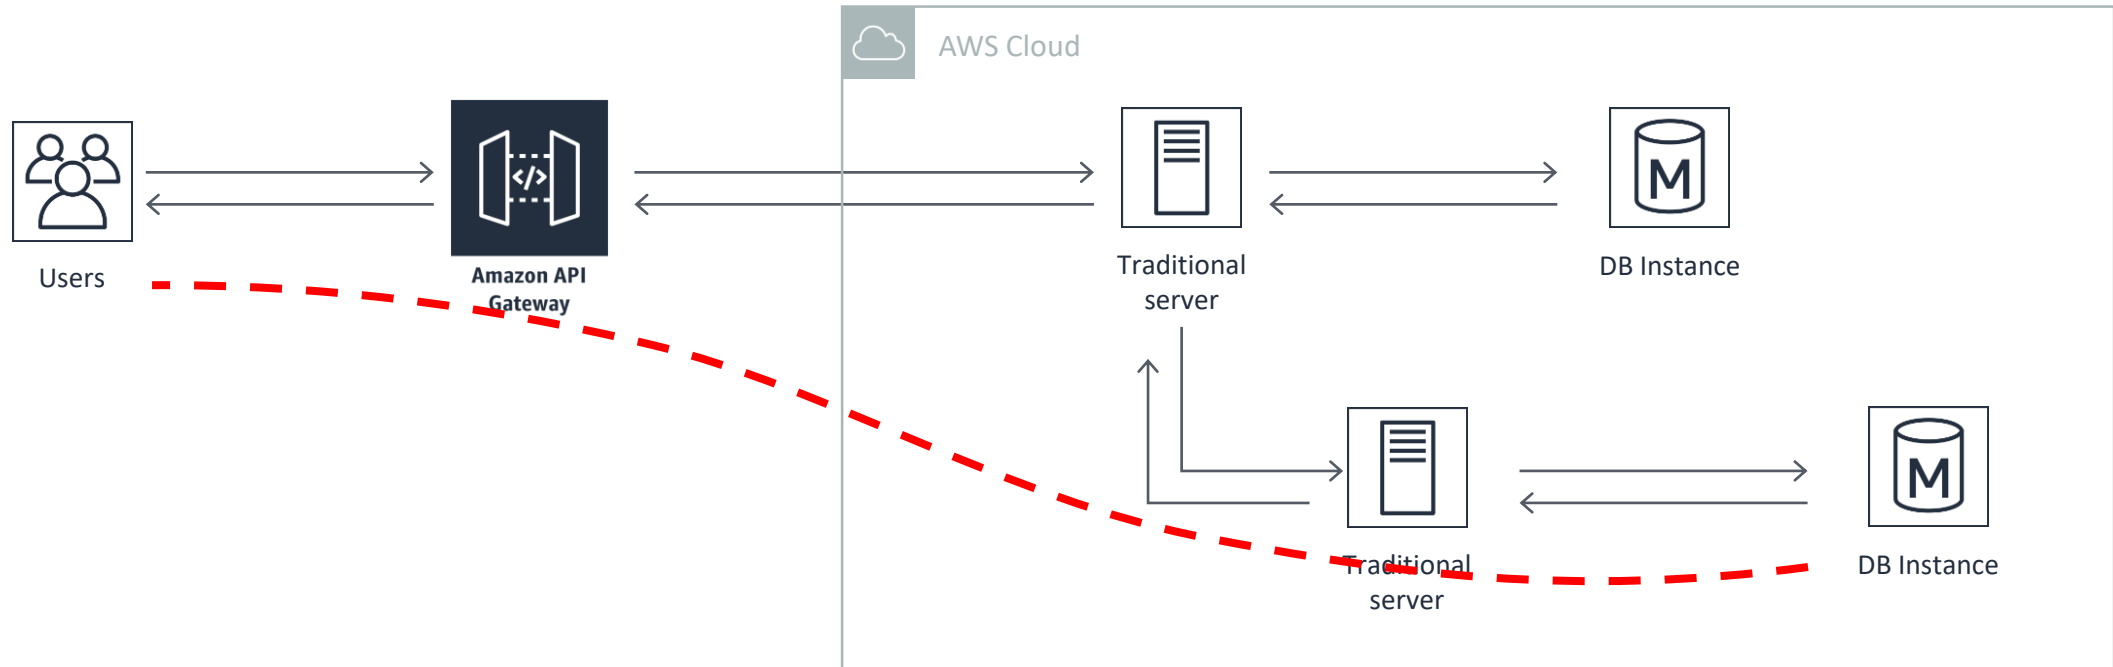 AWS Cloud
</>
M
Users
Amazon API
Gateway
Traditional
server
DB Instance
M
Traditional
server
DB Instance